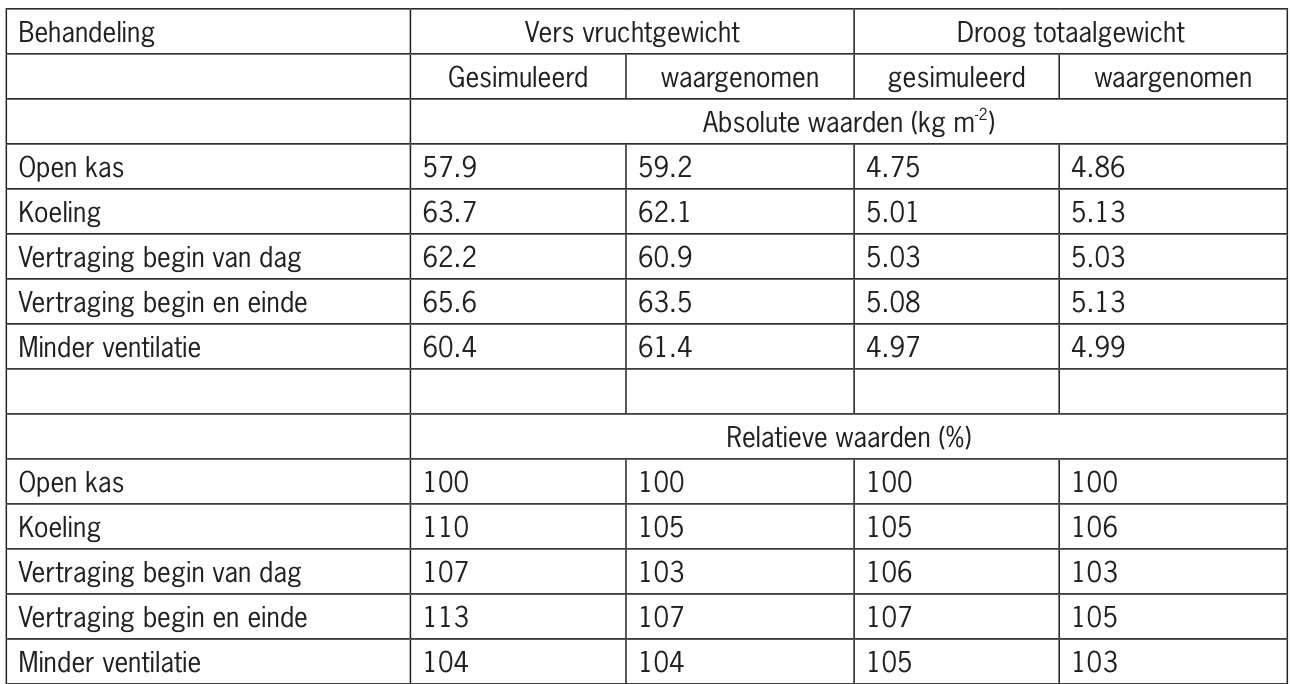 Behandeling Vers vruchtgewicht Droog totaalgewicht
Gesimuleerd waargenomen gesimuleerd waargenomen
Absolute waarden (kg m-2)
Open kas 57.9 59.2 4.75 4.86
Koeling 63.7 62.1 5.01 5.13
Vertraging begin van dag 62.2 60.9 5.03 5.03
Vertraging begin en einde 65.6 63.5 5.08 5.13
Minder ventilatie 60.4 61.4 4.97 4.99
Relatieve waarden (%)
Open kas 100 100 100 100
Koeling 110 105 105 106
Vertraging begin van dag 107 103 106 103
Vertraging begin en einde 113 107 107 105
Minder ventilatie 104 104 105 103